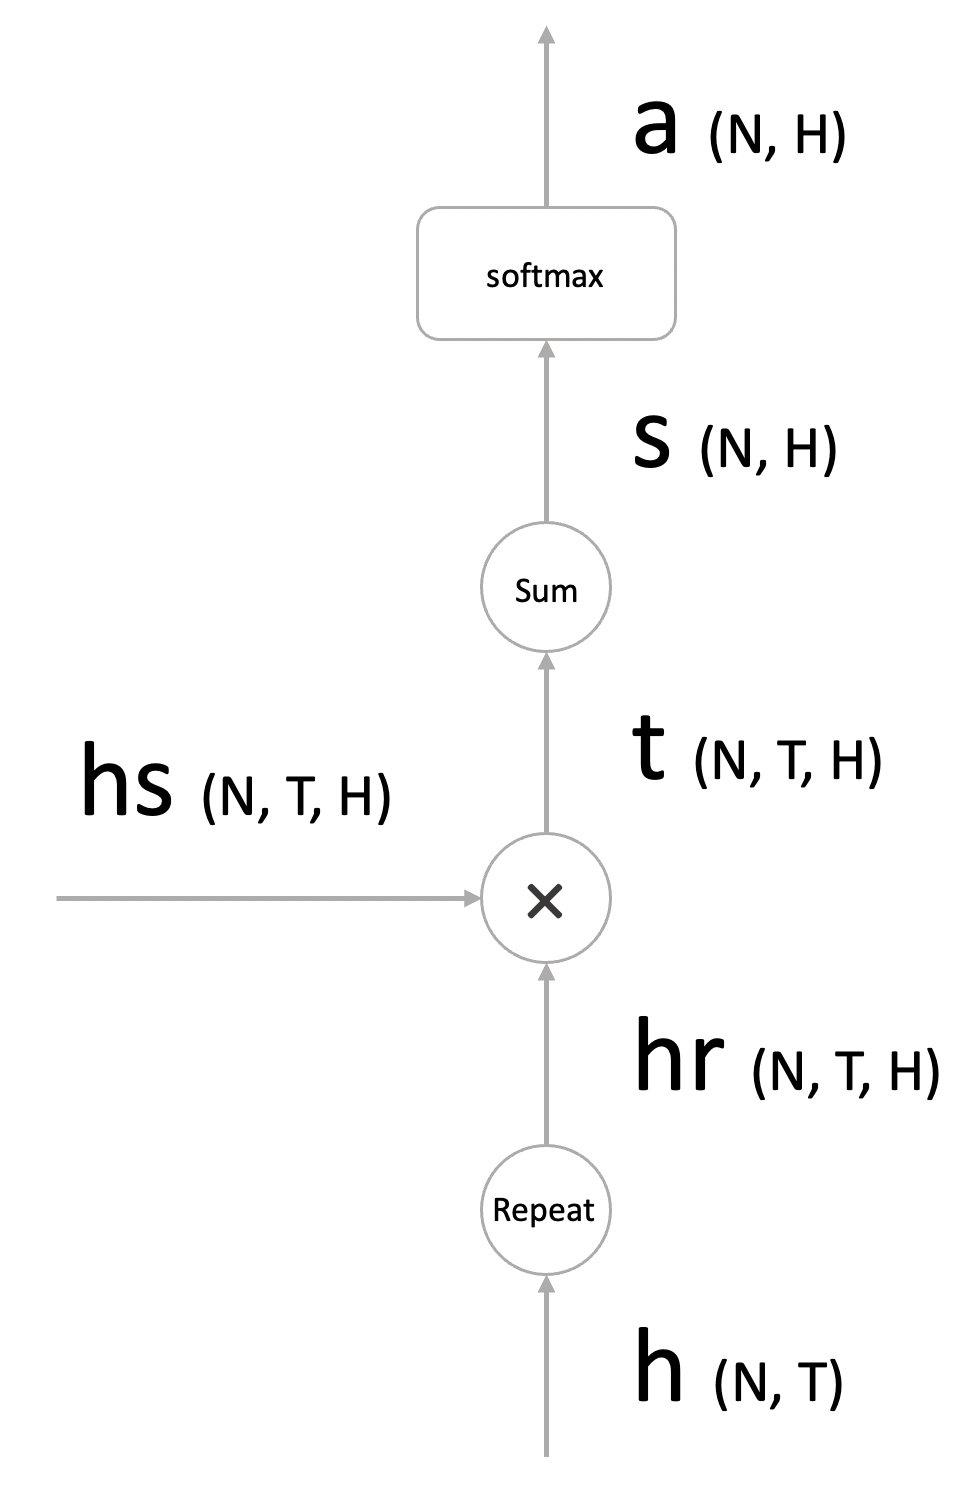 a (N, H)
softmax
s (N, H)
Sum
t (N, T, H)
hs (N, T, H)
×
hr (N, T, H)
Repeat
h (N, T)